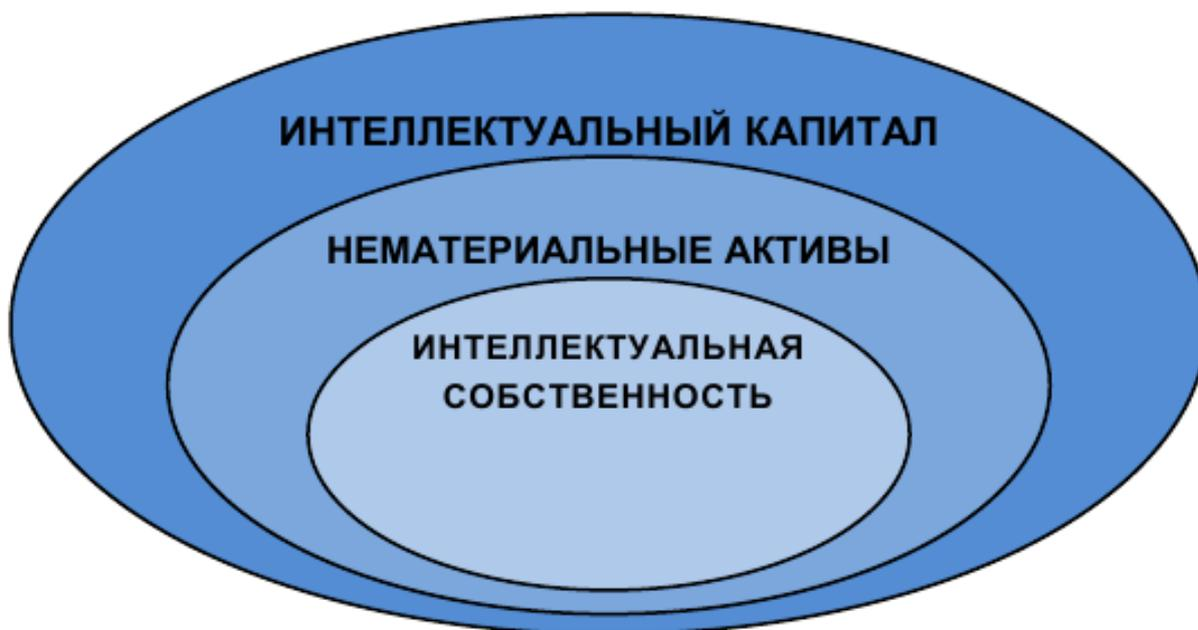 ИНТЕЛЛЕКТУАЛЬНЫЙ КАПИТАЛ
НЕМАТЕРИАЛЬНЫЕ АКТИВЫ
ИНТЕЛЛЕКТУАЛЬНАЯ
СОБСТВЕННОСТЬ